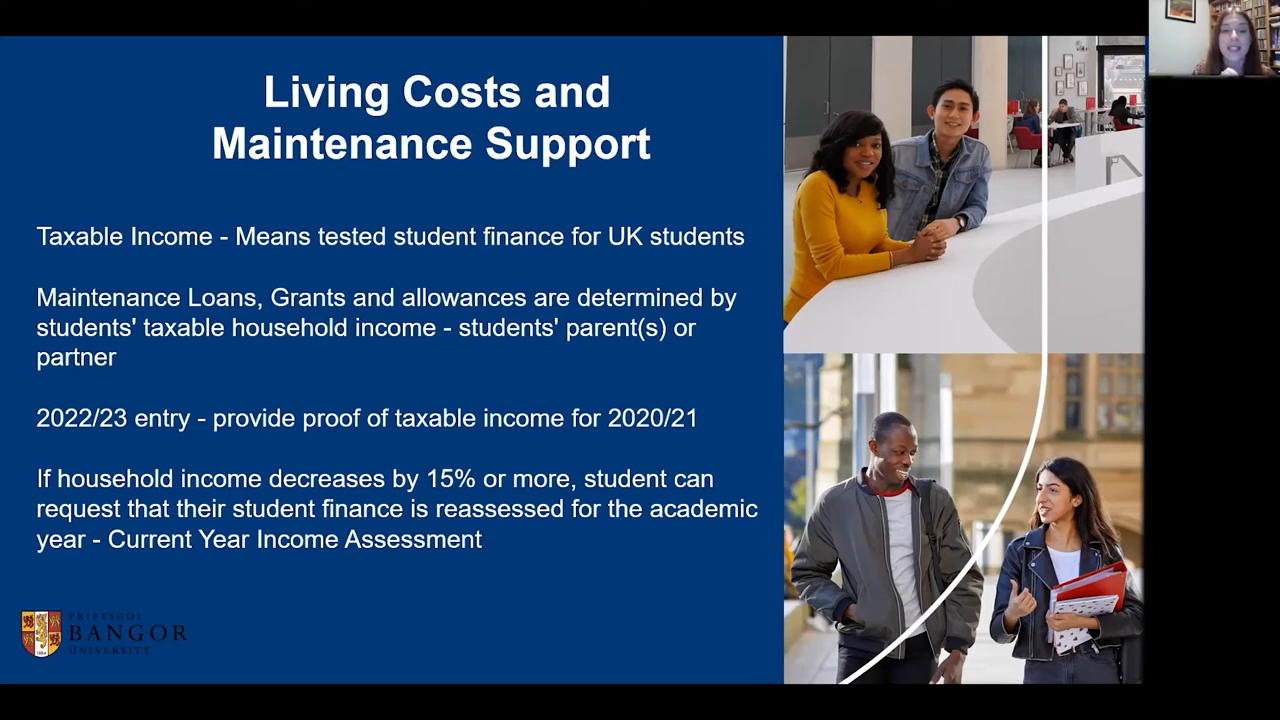 Living Costs and
Maintenance Support
Taxable Income - Means tested student finance for UK students
Maintenance Loans, Grants and allowances are determined by
students' taxable household income - students' parent(s) or
partner
2022/23 entry - provide proof of taxable income for 2020/21
If household income decreases by 15% or more, student can
request that their student finance is reassessed for the academic
year - Current Year Income Assessment
PRIFYSGOL
BANGOR
UNIVERSITY
1884